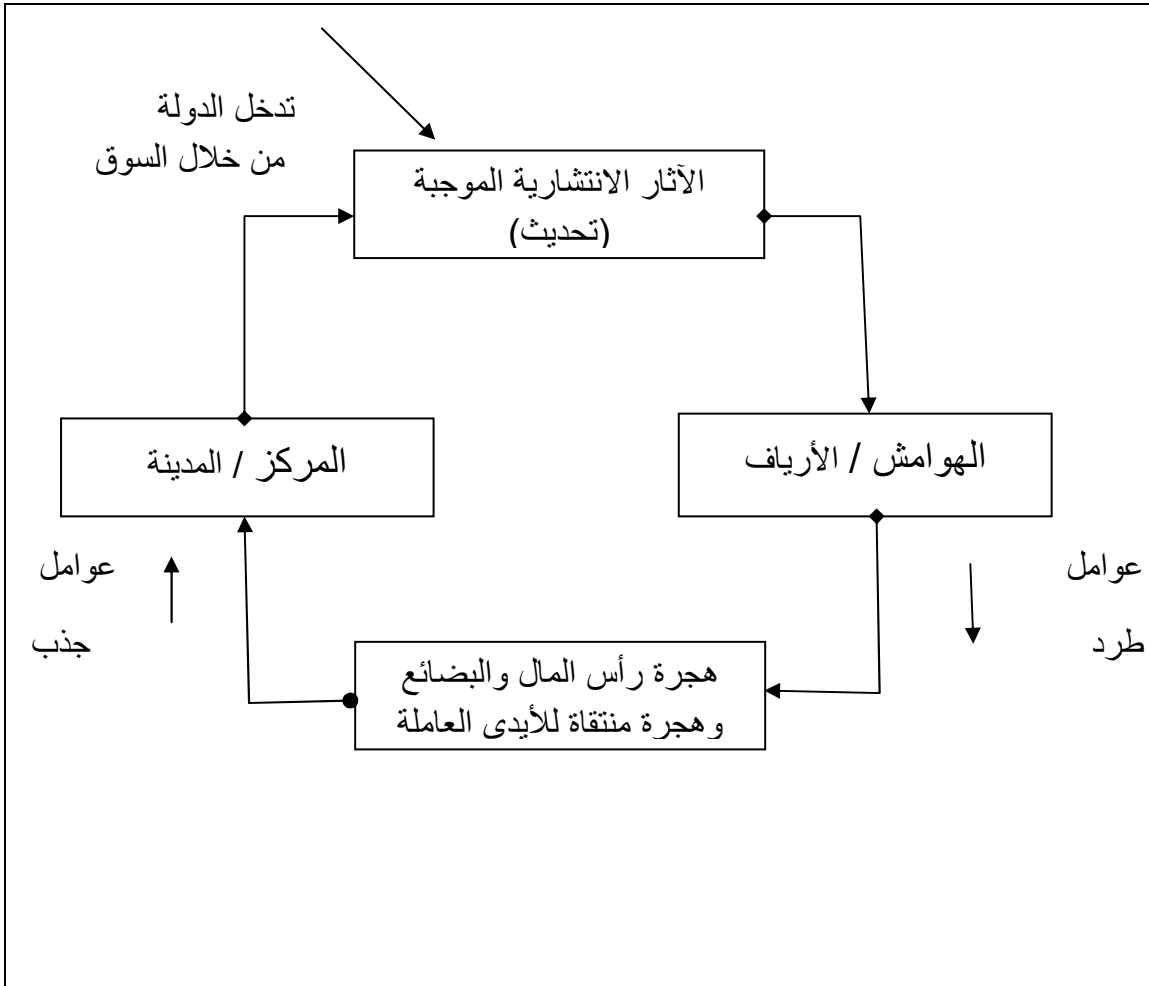 تدخل الدولة
من خلال السوق
الآثار الانتشارية الموجبة
(تحديث)
الهوامش / الأرياف
المركز / المدينة
عوامل
طرد
عوامل
جذب
هجرة رأس المال والبضائع
وهجرة منتقاة للأيدى العاملة